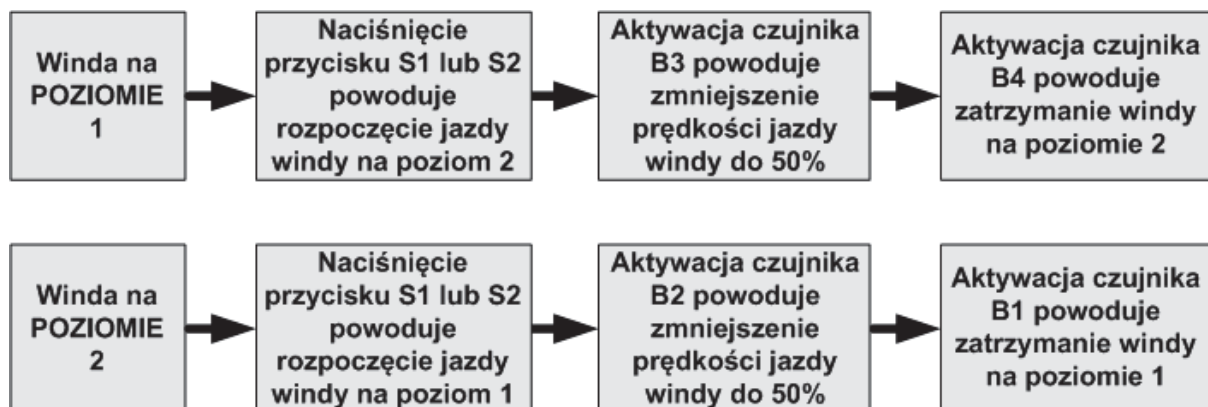 Winda na
POZIOMIE
1
Naciśnięcie
przycisku S1 lub S2
powoduje
rozpoczęcie jazdy
windy na poziom 2
Aktywacja czujnika
B3 powoduje
zmniejszenie
prędkości jazdy
windy do 50%
Aktywacja czujnika
B4 powoduje
zatrzymanie windy
na poziomie 2
Winda na
POZIOMIE
2
Naciśnięcie
przycisku S1 lub S2
powoduje
rozpoczęcie jazdy
windy na poziom 1
Aktywacja czujnika
B2 powoduje
zmniejszenie
prędkości jazdy
windy do 50%
Aktywacja czujnika
B1 powoduje
zatrzymanie windy
na poziomie 1